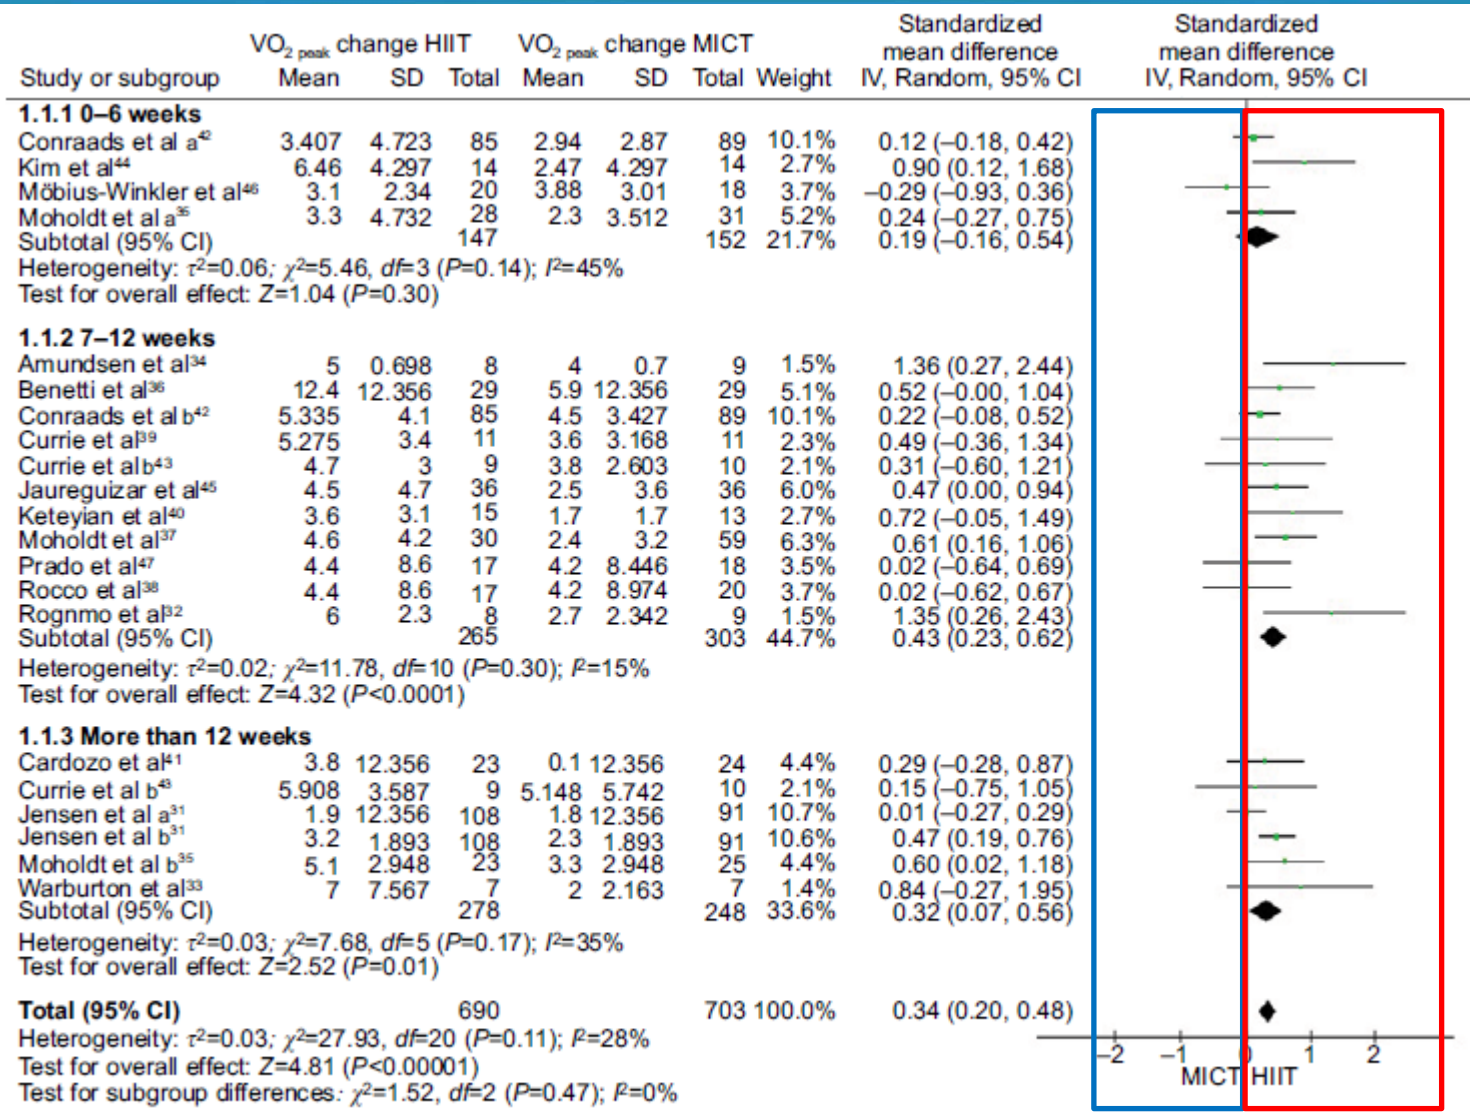 VO2 peak change HIIT VO2 peak change MICT Standardized mean difference Standardized mean difference
Study or subgroup Mean SD Total Mean SD Total Weight IV, Random, 95% CI IV, Random, 95% CI
1.1.1 0–6 weeks
Conraads et al a42 3.407 4.723 85 2.94 2.87 89 10.1% 0.12 (–0.18, 0.42)
Kim et al44 6.46 4.297 14 2.47 4.297 14 2.7% 0.90 (0.12, 1.68)
Möbius-Winkler et al46 3.1 2.34 20 3.88 3.01 18 3.7% –0.29 (–0.93, 0.36)
Moholdt et al a35 3.3 4.732 28 2.3 3.512 31 5.2% 0.24 (–0.27, 0.75)
Subtotal (95% CI) 147 152 21.7% 0.19 (–0.16, 0.54)
Heterogeneity: τ2=0.06; χ2=5.46, df=3 (P=0.14); I2=45%
Test for overall effect: Z=1.04 (P=0.30)
1.1.2 7–12 weeks
Amundsen et al34 5 0.698 8 4 0.7 9 1.5% 1.36 (0.27, 2.44)
Benetti et al36 12.4 12.356 29 5.9 12.356 29 5.1% 0.52 (–0.00, 1.04)
Conraads et al b42 5.335 4.1 85 4.5 3.427 89 10.1% 0.22 (–0.08, 0.52)
Currie et al39 5.275 3.4 11 3.6 3.168 11 2.3% 0.49 (–0.36, 1.34)
Currie et al b43 4.7 3 9 3.8 2.603 10 2.1% 0.31 (–0.60, 1.21)
Jaureguizar et al45 4.5 4.7 36 2.5 3.6 36 6.0% 0.47 (0.00, 0.94)
Keteyian et al40 3.6 3.1 15 1.7 1.7 13 2.7% 0.72 (–0.05, 1.49)
Moholdt et al37 4.6 4.2 30 2.4 3.2 59 6.3% 0.61 (0.16, 1.06)
Prado et al47 4.4 8.6 17 4.2 8.446 18 3.5% 0.02 (–0.64, 0.69)
Rocco et al38 4.4 8.6 17 4.2 8.974 20 3.7% 0.02 (–0.62, 0.67)
Rognmo et al32 6 2.3 8 2.7 2.342 9 1.5% 1.35 (0.26, 2.43)
Subtotal (95% CI) 265 303 44.7% 0.43 (0.23, 0.62)
Heterogeneity: τ2=0.02; χ2=11.78, df=10 (P=0.30); I2=15%
Test for overall effect: Z=4.32 (P<0.0001)
1.1.3 More than 12 weeks
Cardozo et al41 3.8 12.356 23 0.1 12.356 24 4.4% 0.29 (–0.28, 0.87)
Currie et al b43 5.908 3.587 9 5.148 5.742 10 2.1% 0.15 (–0.75, 1.05)
Jensen et al a31 1.9 12.356 108 1.8 12.356 91 10.7% 0.01 (–0.27, 0.29)
Jensen et al b31 3.2 1.893 108 2.3 1.893 91 10.6% 0.47 (0.19, 0.76)
Moholdt et al b35 5.1 2.948 23 3.3 2.948 25 4.4% 0.60 (0.02, 1.18)
Warburton et al33 7 7.567 7 2 2.163 7 1.4% 0.84 (–0.27, 1.95)
Subtotal (95% CI) 278 248 33.6% 0.32 (0.07, 0.56)
Heterogeneity: τ2=0.03; χ2=7.68, df=5 (P=0.17); I2=35%
Test for overall effect: Z=2.52 (P=0.01)
Total (95% CI) 690 703 100.0% 0.34 (0.20, 0.48)
Heterogeneity: τ2=0.03; χ2=27.93, df=20 (P=0.11); I2=28%
Test for overall effect: Z=4.81 (P<0.00001)
Test for subgroup differences: χ2=1.52, df=2 (P=0.47); I2=0%
–2 –1 0 1 2
MICT HIIT